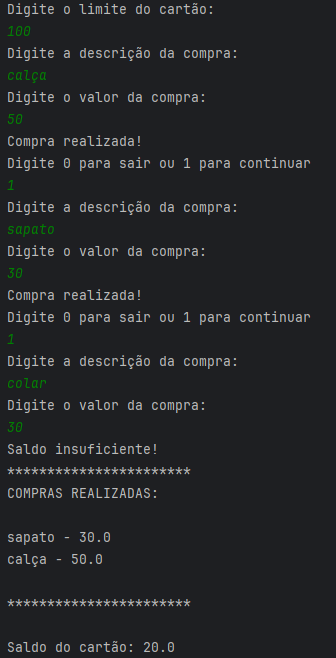 Digite o limite do cartão:
100
Digite a descrição da compra:
calça
Digite o valor da compra:
50
Compra realizada!
Digite 0 para sair ou 1 para continuar
1
Digite a descrição da compra:
sapato
Digite o valor da compra:
30
Compra realizada!
Digite 0 para sair ou 1 para continuar
1
Digite a descrição da compra:
colar
Digite o valor da compra:
30
Saldo insuficiente!
***********************
COMPRAS REALIZADAS:
sapato - 30.0
calça - 50.0
***********************
Saldo do cartão: 20.0